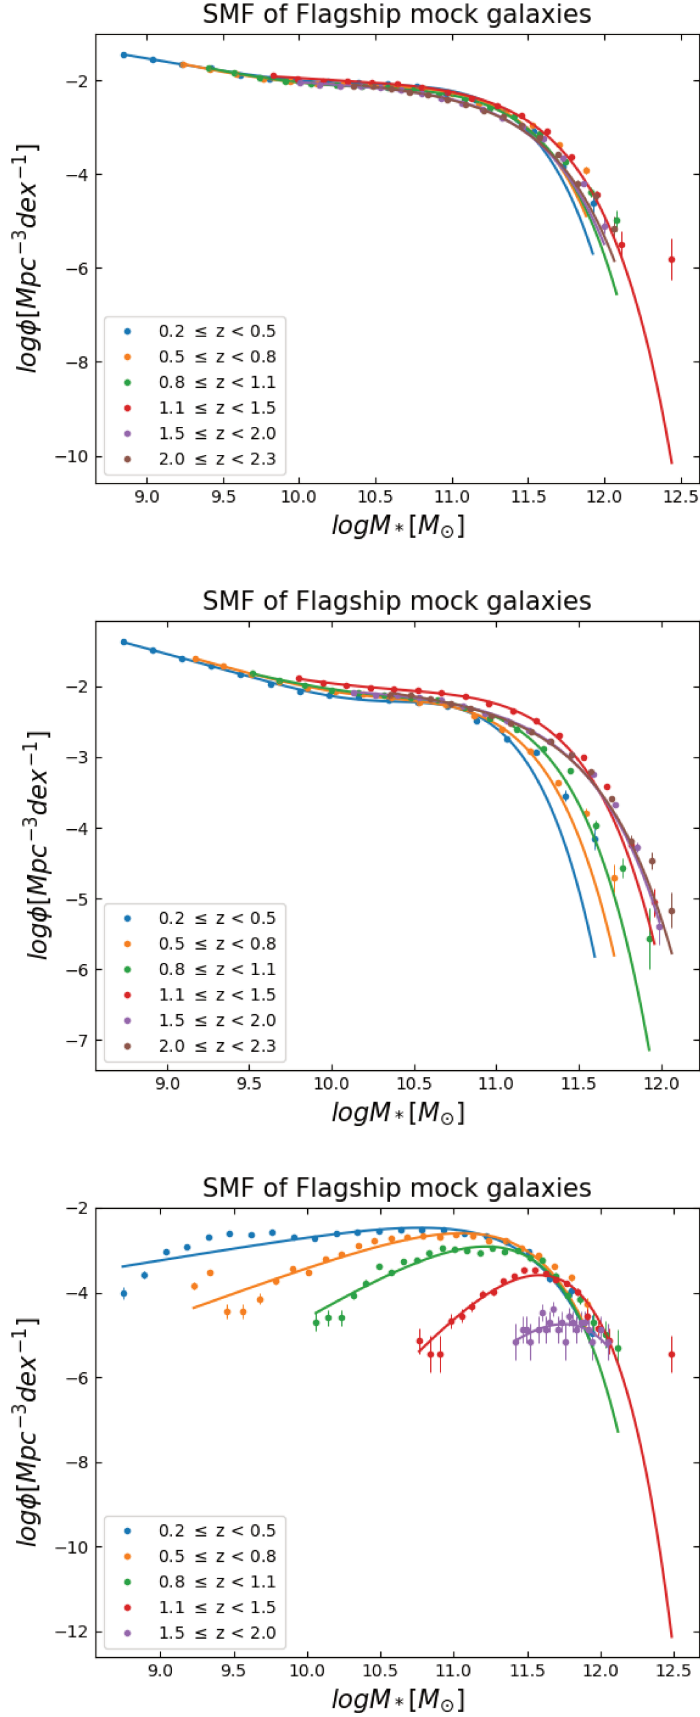 SMF of Flagship mock galaxies
logϕ[Mpc⁻³dex⁻¹]
−2
−4
−6
−8
−10
0.2 ≤ z < 0.5
0.5 ≤ z < 0.8
0.8 ≤ z < 1.1
1.1 ≤ z < 1.5
1.5 ≤ z < 2.0
2.0 ≤ z < 2.3
9.0 9.5 10.0 10.5 11.0 11.5 12.0 12.5
logM*[M⊙]
SMF of Flagship mock galaxies
logϕ[Mpc⁻³dex⁻¹]
−2
−3
−4
−5
−6
−7
0.2 ≤ z < 0.5
0.5 ≤ z < 0.8
0.8 ≤ z < 1.1
1.1 ≤ z < 1.5
1.5 ≤ z < 2.0
2.0 ≤ z < 2.3
9.0 9.5 10.0 10.5 11.0 11.5 12.0
logM*[M⊙]
SMF of Flagship mock galaxies
logϕ[Mpc⁻³dex⁻¹]
−2
−4
−6
−8
−10
−12
0.2 ≤ z < 0.5
0.5 ≤ z < 0.8
0.8 ≤ z < 1.1
1.1 ≤ z < 1.5
1.5 ≤ z < 2.0
9.0 9.5 10.0 10.5 11.0 11.5 12.0 12.5
logM*[M⊙]